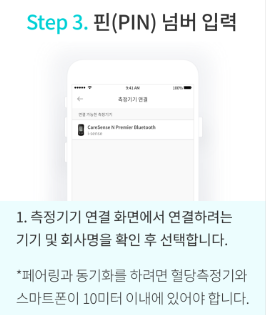 Step 3. 핀(PIN) 넘버 입력
9:41 AM 100%
측정기기 연결
연결 가능한 측정기기
CareSense N Premier Bluetooth
1. 측정기기 연결 화면에서 연결하려는
기기 및 회사명을 확인 후 선택합니다.
*페어링과 동기화를 하려면 혈당측정기와
스마트폰이 10미터 이내에 있어야 합니다.